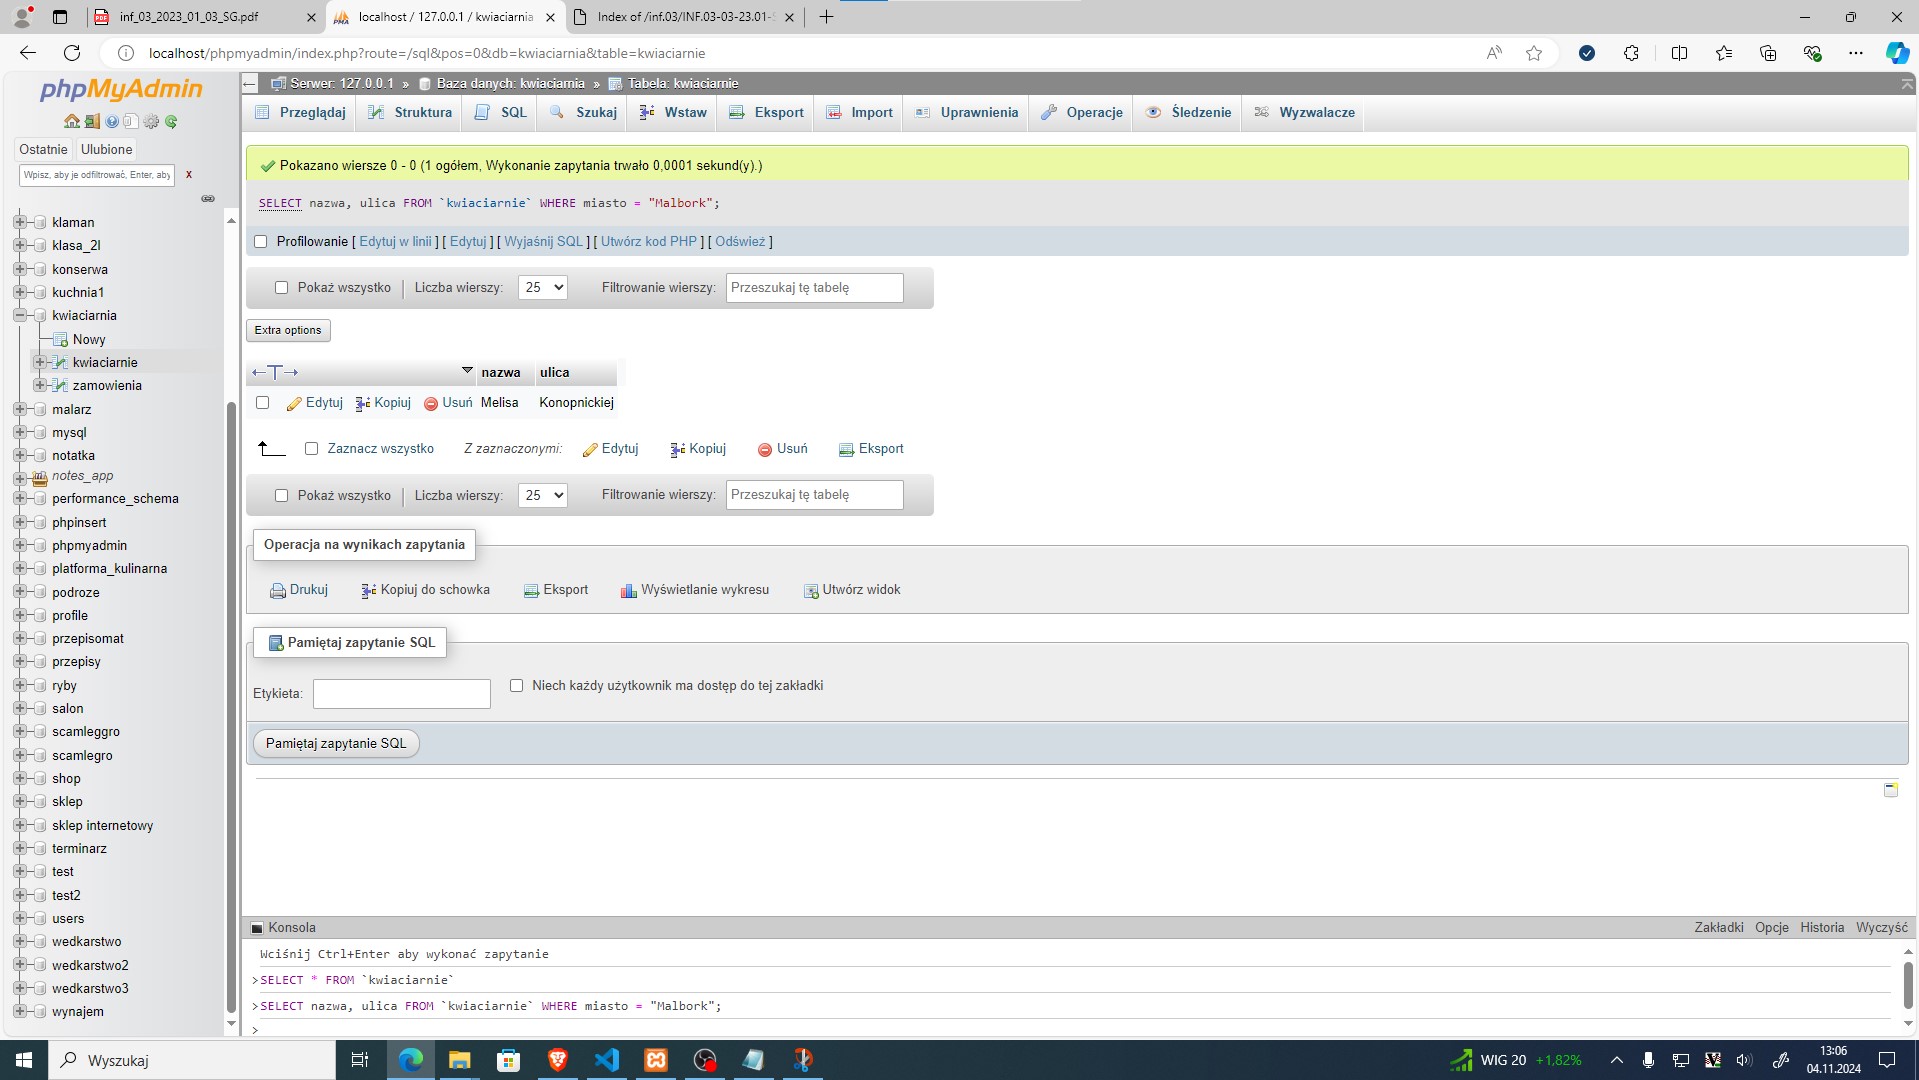 inf_03_2023_01_03_SG.pdf
localhost / 127.0.0.1 / kwiaciarnia
Index of /inf.03/INF.03-03-23.01-S
localhost/phpmyadmin/index.php?route=/sql&pos=0&db=kwiaciarnia&table=kwiaciarnie
phpMyAdmin
Ostatnie Ulubione
Wpisz, aby je odfiltrować, Enter, aby X
klaman
klasa_2l
konserwa
kuchnia1
kwiaciarnia
Nowy
kwiaciarnie
zamowienia
malarz
mysql
notatka
notes_app
performance_schema
phpinsert
phpmyadmin
platforma_kulinarna
podroze
profile
przepisomat
przepisy
ryby
salon
scamleggro
scamlegro
shop
sklep
sklep internetowy
terminarz
test
test2
users
wedkarstwo
wedkarstwo2
wedkarstwo3
wynajem
Serwer: 127.0.0.1 » Baza danych: kwiaciarnia » Tabela: kwiaciarnie
Przeglądaj Struktura SQL Szukaj Wstaw Eksport Import Uprawnienia Operacje Śledzenie Wyzwalacze
Pokazano wiersze 0 - 0 (1 ogółem, Wykonanie zapytania trwało 0,0001 sekund(y).)
SELECT nazwa, ulica FROM `kwiaciarnie` WHERE miasto = "Malbork";
Profilowanie [ Edytuj w linii ] [ Edytuj ] [ Wyjaśnij SQL ] [ Utwórz kod PHP ] [ Odśwież ]
Pokaż wszystko | Liczba wierszy: 25 Filtrowanie wierszy: Przeszukaj tę tabelę
Extra options
←T→ nazwa ulica
Edytuj Kopiuj Usuń Melisa Konopnickiej
Zaznacz wszystko Z zaznaczonymi: Edytuj Kopiuj Usuń Eksport
Pokaż wszystko | Liczba wierszy: 25 Filtrowanie wierszy: Przeszukaj tę tabelę
Operacja na wynikach zapytania
Drukuj Kopiuj do schowka Eksport Wyświetlanie wykresu Utwórz widok
Pamiętaj zapytanie SQL
Etykieta: Niech każdy użytkownik ma dostęp do tej zakładki
Pamiętaj zapytanie SQL
Konsola Zakładki Opcje Historia Wyczyść
Wciśnij Ctrl+Enter aby wykonać zapytanie
>SELECT * FROM `kwiaciarnie`
>SELECT nazwa, ulica FROM `kwiaciarnie` WHERE miasto = "Malbork";
>
Wyszukaj
WIG 20 +1,82%
13:06
04.11.2024